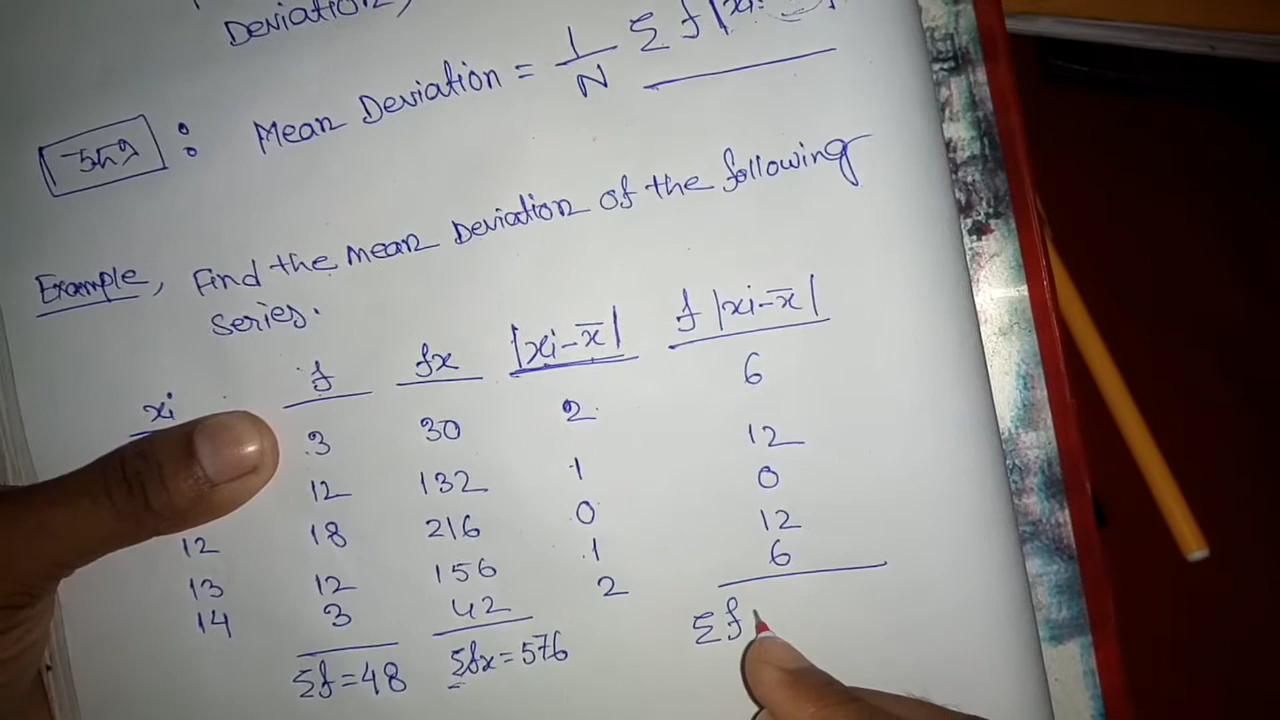 Deviation,
: Mean Deviation = 1/N Σ f |xi
Example, Find the mean Deviation of the following
series.
xi f fx |xi-x̄| f |xi-x̄|
3 30 2 6
12 132 1 12
12 18 216 0 0
13 12 156 1 12
14 3 42 2 6
Σf=48 Σfx=576 Σf